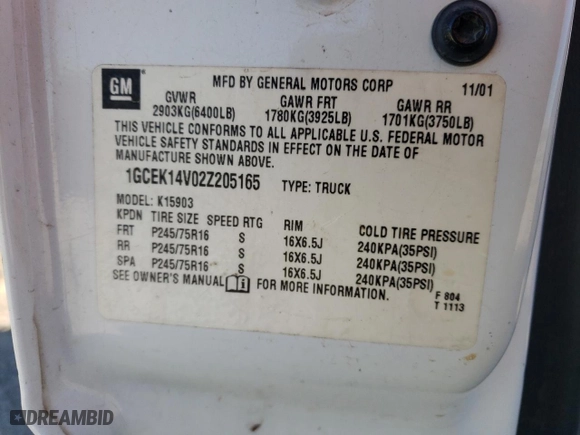 GM
MFD BY GENERAL MOTORS CORP 11/01
GVWR GAWR FRT GAWR RR
2903KG(6400LB) 1780KG(3925LB) 1701KG(3750LB)
THIS VEHICLE CONFORMS TO ALL APPLICABLE U.S. FEDERAL MOTOR
VEHICLE SAFETY STANDARDS IN EFFECT ON THE DATE OF
MANUFACTURE SHOWN ABOVE.
1GCEK14V02Z205165 TYPE: TRUCK
MODEL: K15903
KPDN TIRE SIZE SPEED RTG RIM COLD TIRE PRESSURE
FRT P245/75R16 S 16X6.5J 240KPA(35PSI)
RR P245/75R16 S 16X6.5J 240KPA(35PSI)
SPA P245/75R16 S 16X6.5J 240KPA(35PSI)
SEE OWNER'S MANUAL FOR MORE INFORMATION.
F 804
T 1113
DREAMBID